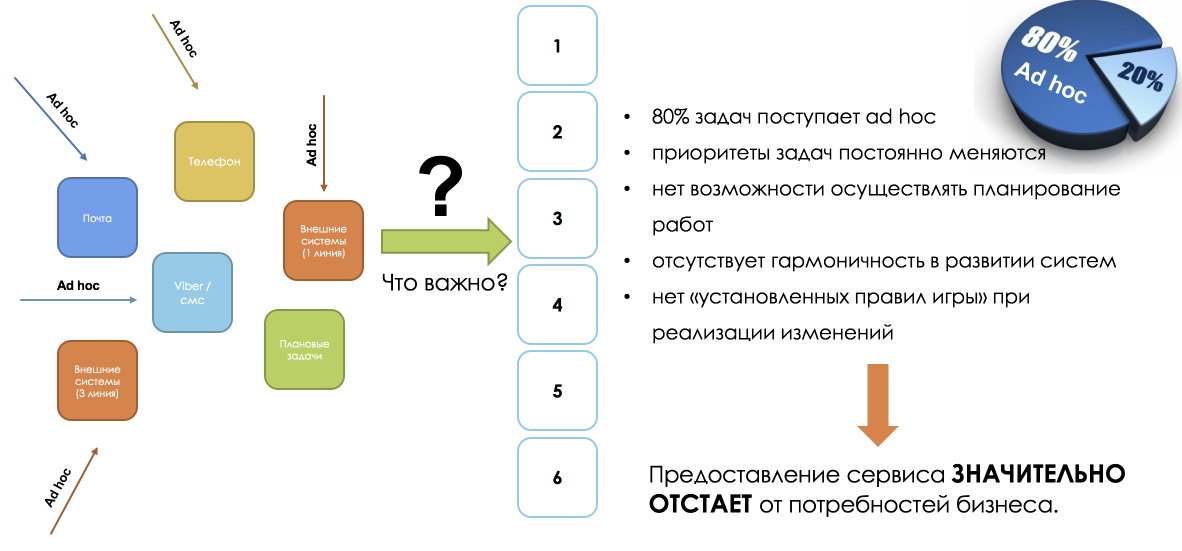 Ad hoc
Ad hoc
Ad hoc
Телефон
Почта
Внешние
системы
(1 линия)
Ad hoc
Viber /
смс
Плановые
задачи
Внешние
системы
(3 линия)
Ad hoc
?
Что важно?
1
2
3
4
5
6
80%
Ad hoc
20%
• 80% задач поступает ad hoc
• приоритеты задач постоянно меняются
• нет возможности осуществлять планирование
работ
• отсутствует гармоничность в развитии систем
• нет «установленных правил игры» при
реализации изменений
Предоставление сервиса ЗНАЧИТЕЛЬНО
ОТСТАЕТ от потребностей бизнеса.